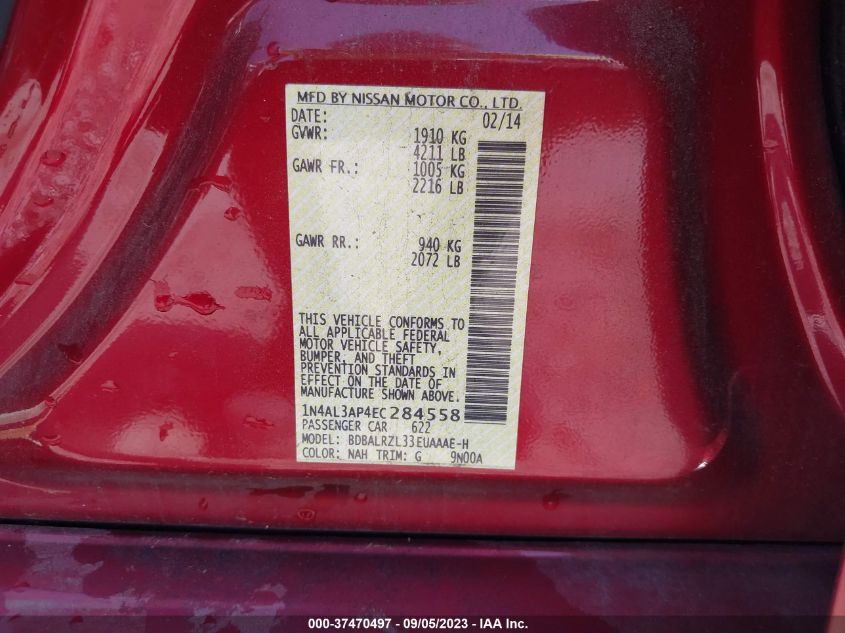 MFD BY NISSAN MOTOR CO., LTD.
DATE: 02/14
GVWR: 1910 KG
4211 LB
GAWR FR.: 1005 KG
2216 LB
GAWR RR.: 940 KG
2072 LB
THIS VEHICLE CONFORMS TO
ALL APPLICABLE FEDERAL
MOTOR VEHICLE SAFETY,
BUMPER, AND THEFT
PREVENTION STANDARDS IN
EFFECT ON THE DATE OF
MANUFACTURE SHOWN ABOVE.
1N4AL3AP4EC284558
PASSENGER CAR 622
MODEL: BDBALRZL33EUAAAE-H
COLOR: NAH TRIM: G 9N00A
000-37470497 - 09/05/2023 - IAA Inc.